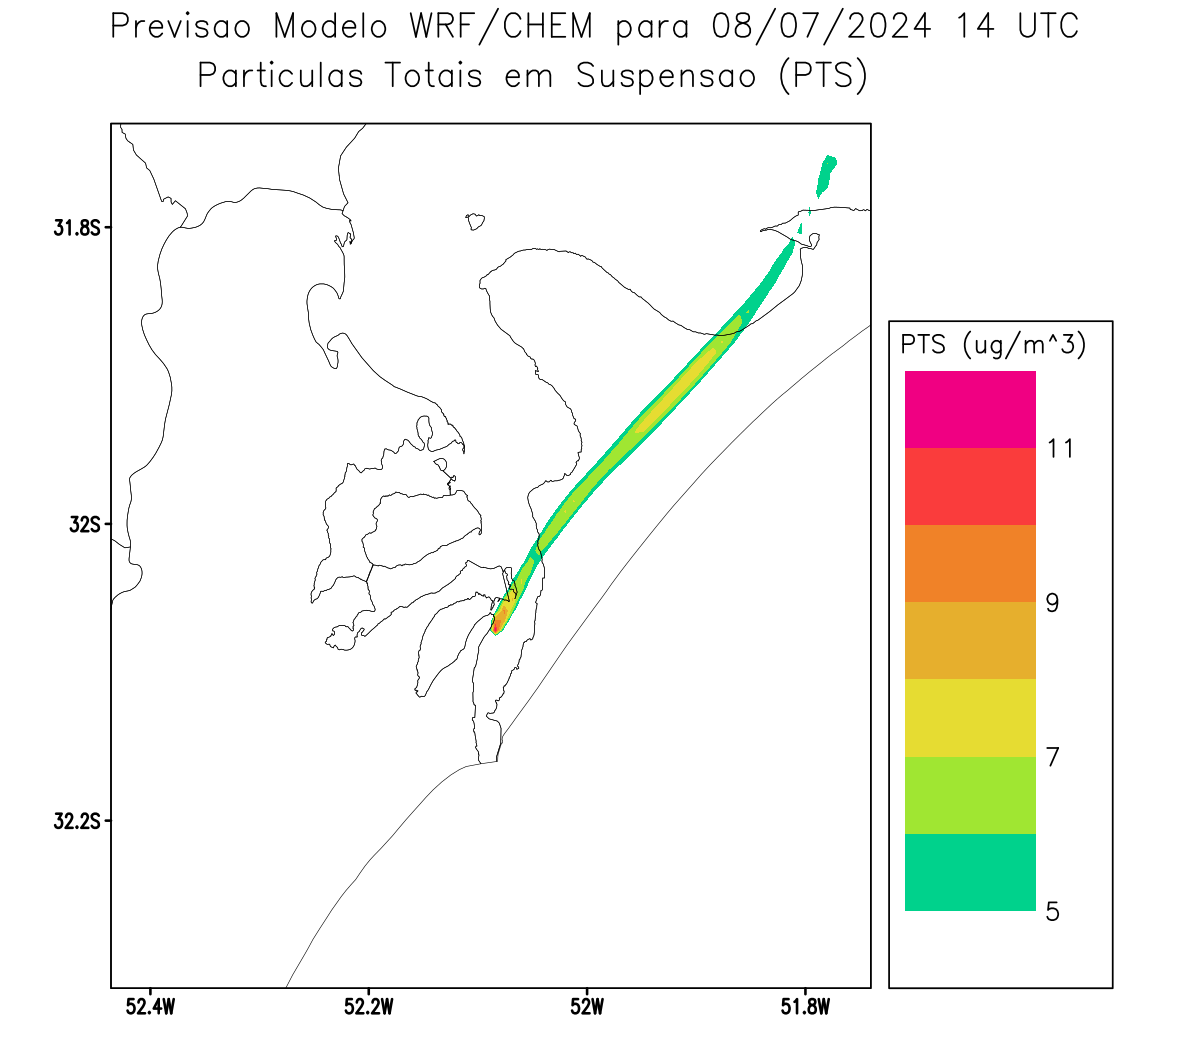 Previsao Modelo WRF/CHEM para 08/07/2024 14 UTC
Particulas Totais em Suspensao (PTS)
31.8S
32S
32.2S
52.4W
52.2W
52W
51.8W
PTS (ug/m^3)
11
9
7
5